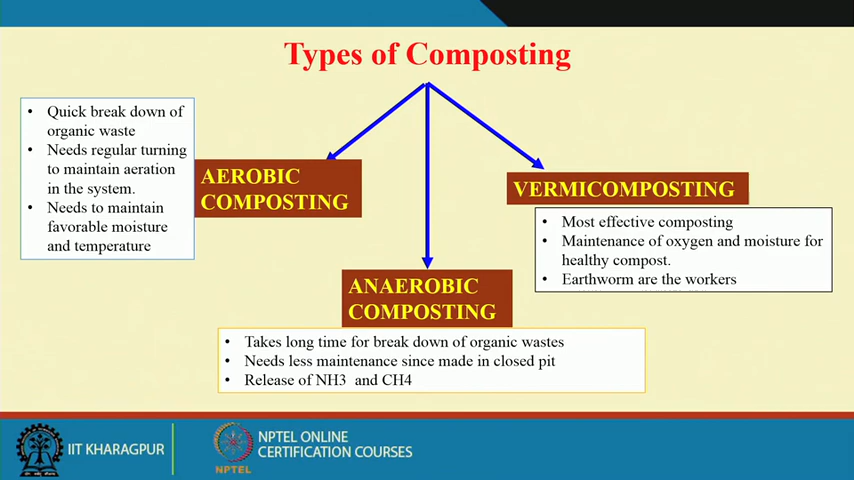 Types of Composting
• Quick break down of
organic waste
• Needs regular turning
to maintain aeration
in the system.
• Needs to maintain
favorable moisture
and temperature
AEROBIC
COMPOSTING
VERMICOMPOSTING
• Most effective composting
• Maintenance of oxygen and moisture for
healthy compost.
• Earthworm are the workers
ANAEROBIC
COMPOSTING
• Takes long time for break down of organic wastes
• Needs less maintenance since made in closed pit
• Release of NH3 and CH4
IIT KHARAGPUR
NPTEL
NPTEL ONLINE
CERTIFICATION COURSES